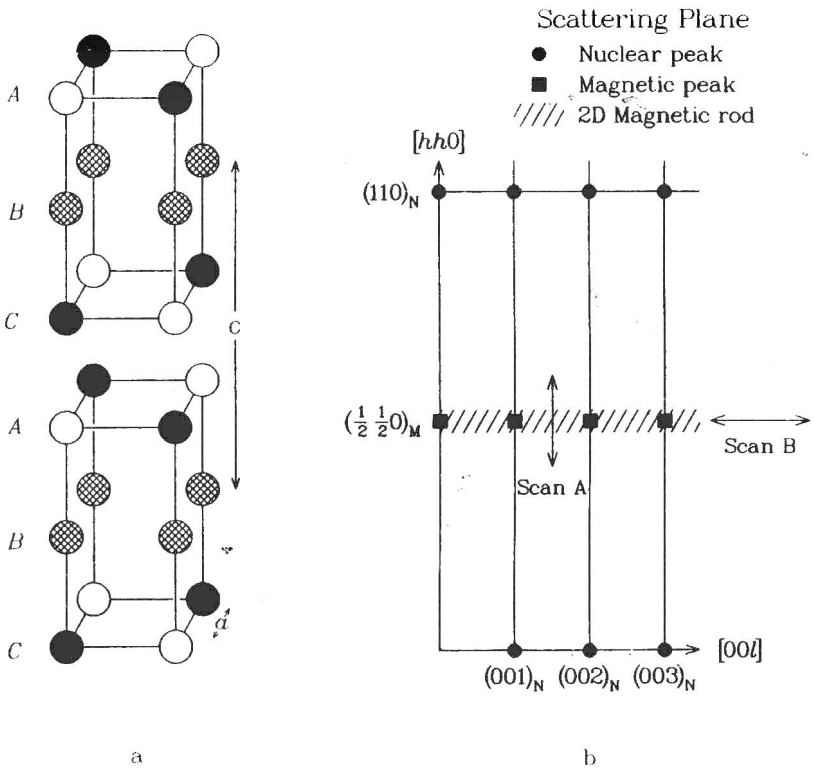 A
B
C
c
A
B
C
d
a
Scattering Plane
Nuclear peak
Magnetic peak
2D Magnetic rod
[hh0]
(110)N
(½ ½ 0)M
Scan A
Scan B
[00l]
(001)N (002)N (003)N
b